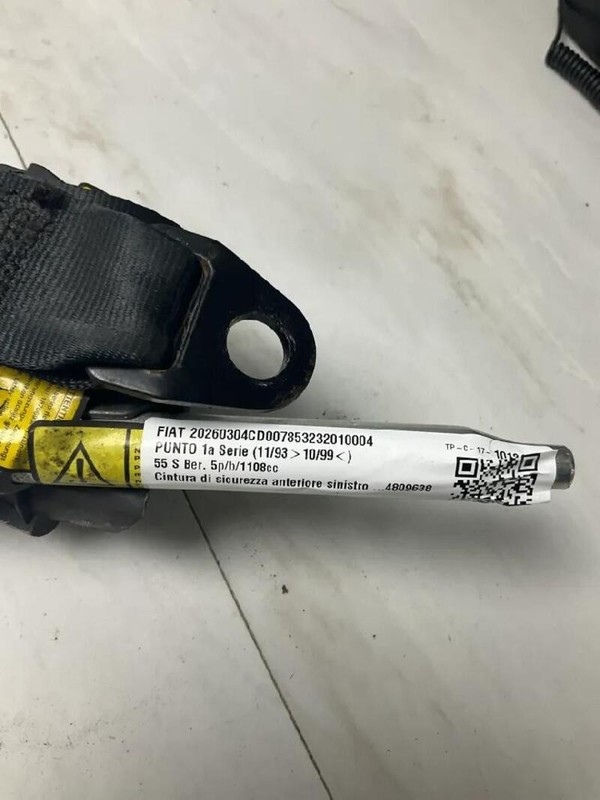 FIAT 20260304CD007853232010004
PUNTO 1a Serie (11/93 > 10/99 < )
55 S Ber. 5p/b/1108cc
Cintura di sicurezza anteriore sinistro ...4809638
TP-C-17-